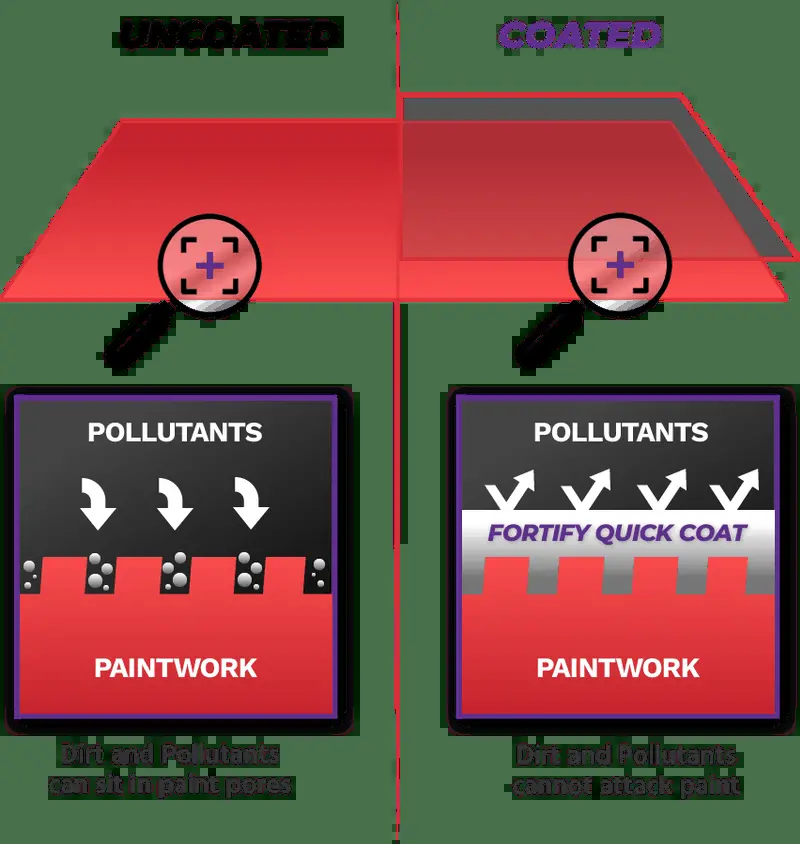 UNCOATED
COATED
POLLUTANTS
PAINTWORK
Dirt and Pollutants
can sit in paint pores
POLLUTANTS
FORTIFY QUICK COAT
PAINTWORK
Dirt and Pollutants
cannot attack paint